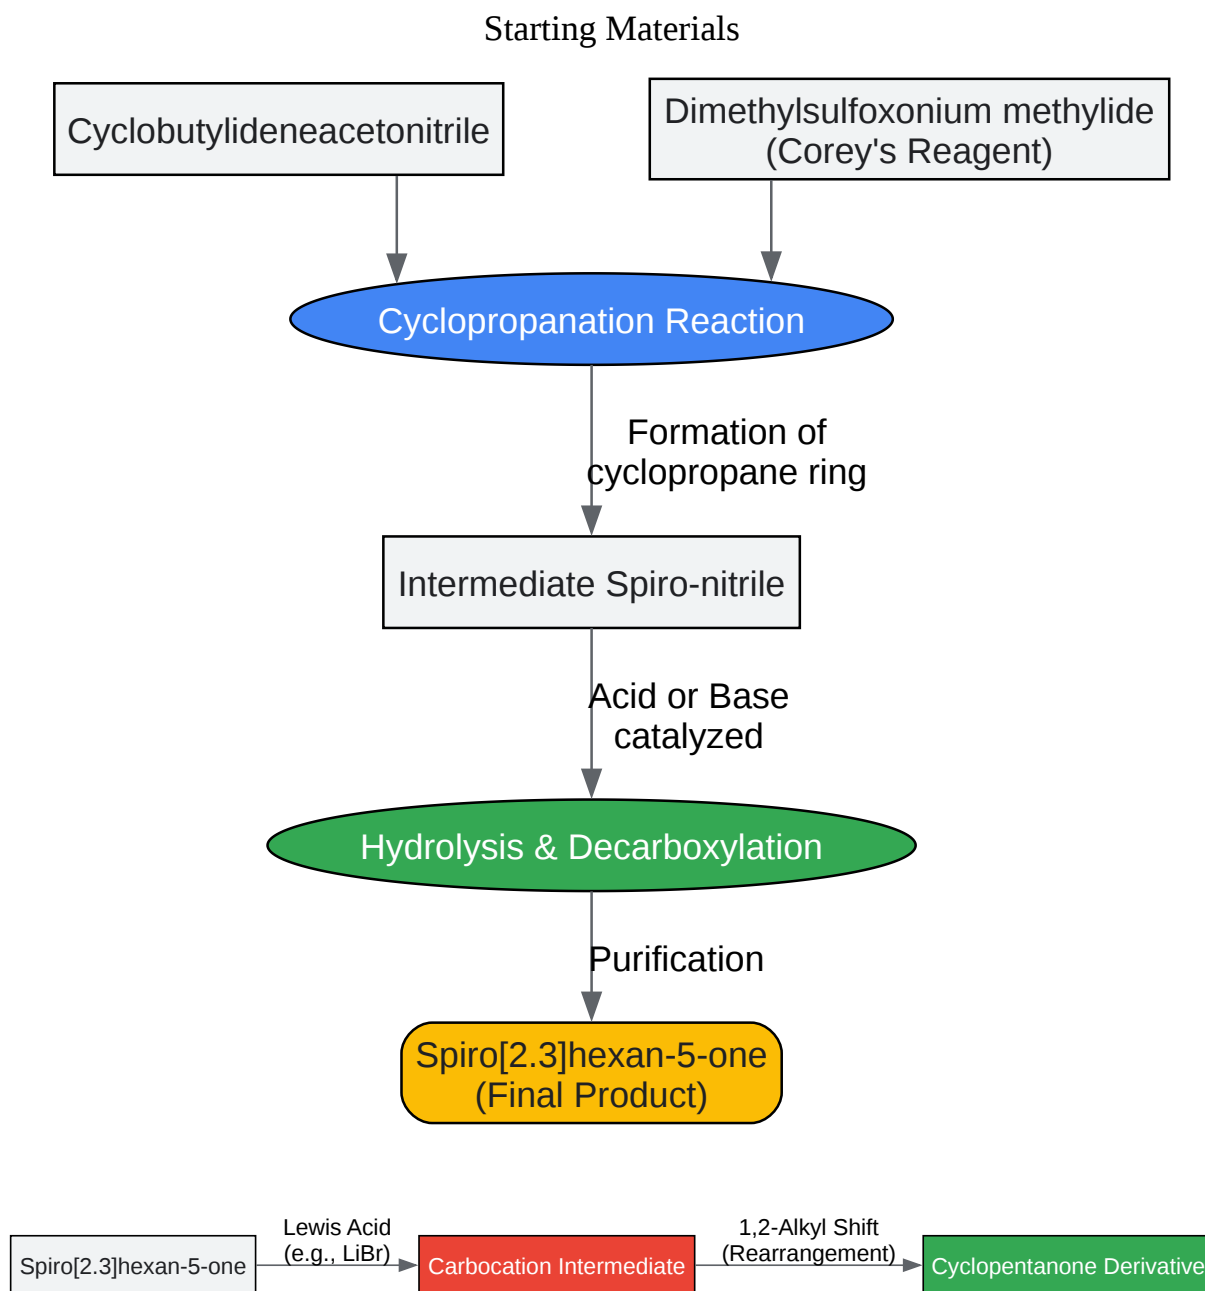 Starting Materials
Cyclobutylideneacetonitrile
Dimethylsulfoxonium methylide
(Corey's Reagent)
Cyclopropanation Reaction
Formation of
cyclopropane ring
Intermediate Spiro-nitrile
Acid or Base
catalyzed
Hydrolysis & Decarboxylation
Purification
Spiro[2.3]hexan-5-one
(Final Product)
Spiro[2.3]hexan-5-one
Lewis Acid
(e.g., LiBr)
Carbocation Intermediate
1,2-Alkyl Shift
(Rearrangement)
Cyclopentanone Derivative